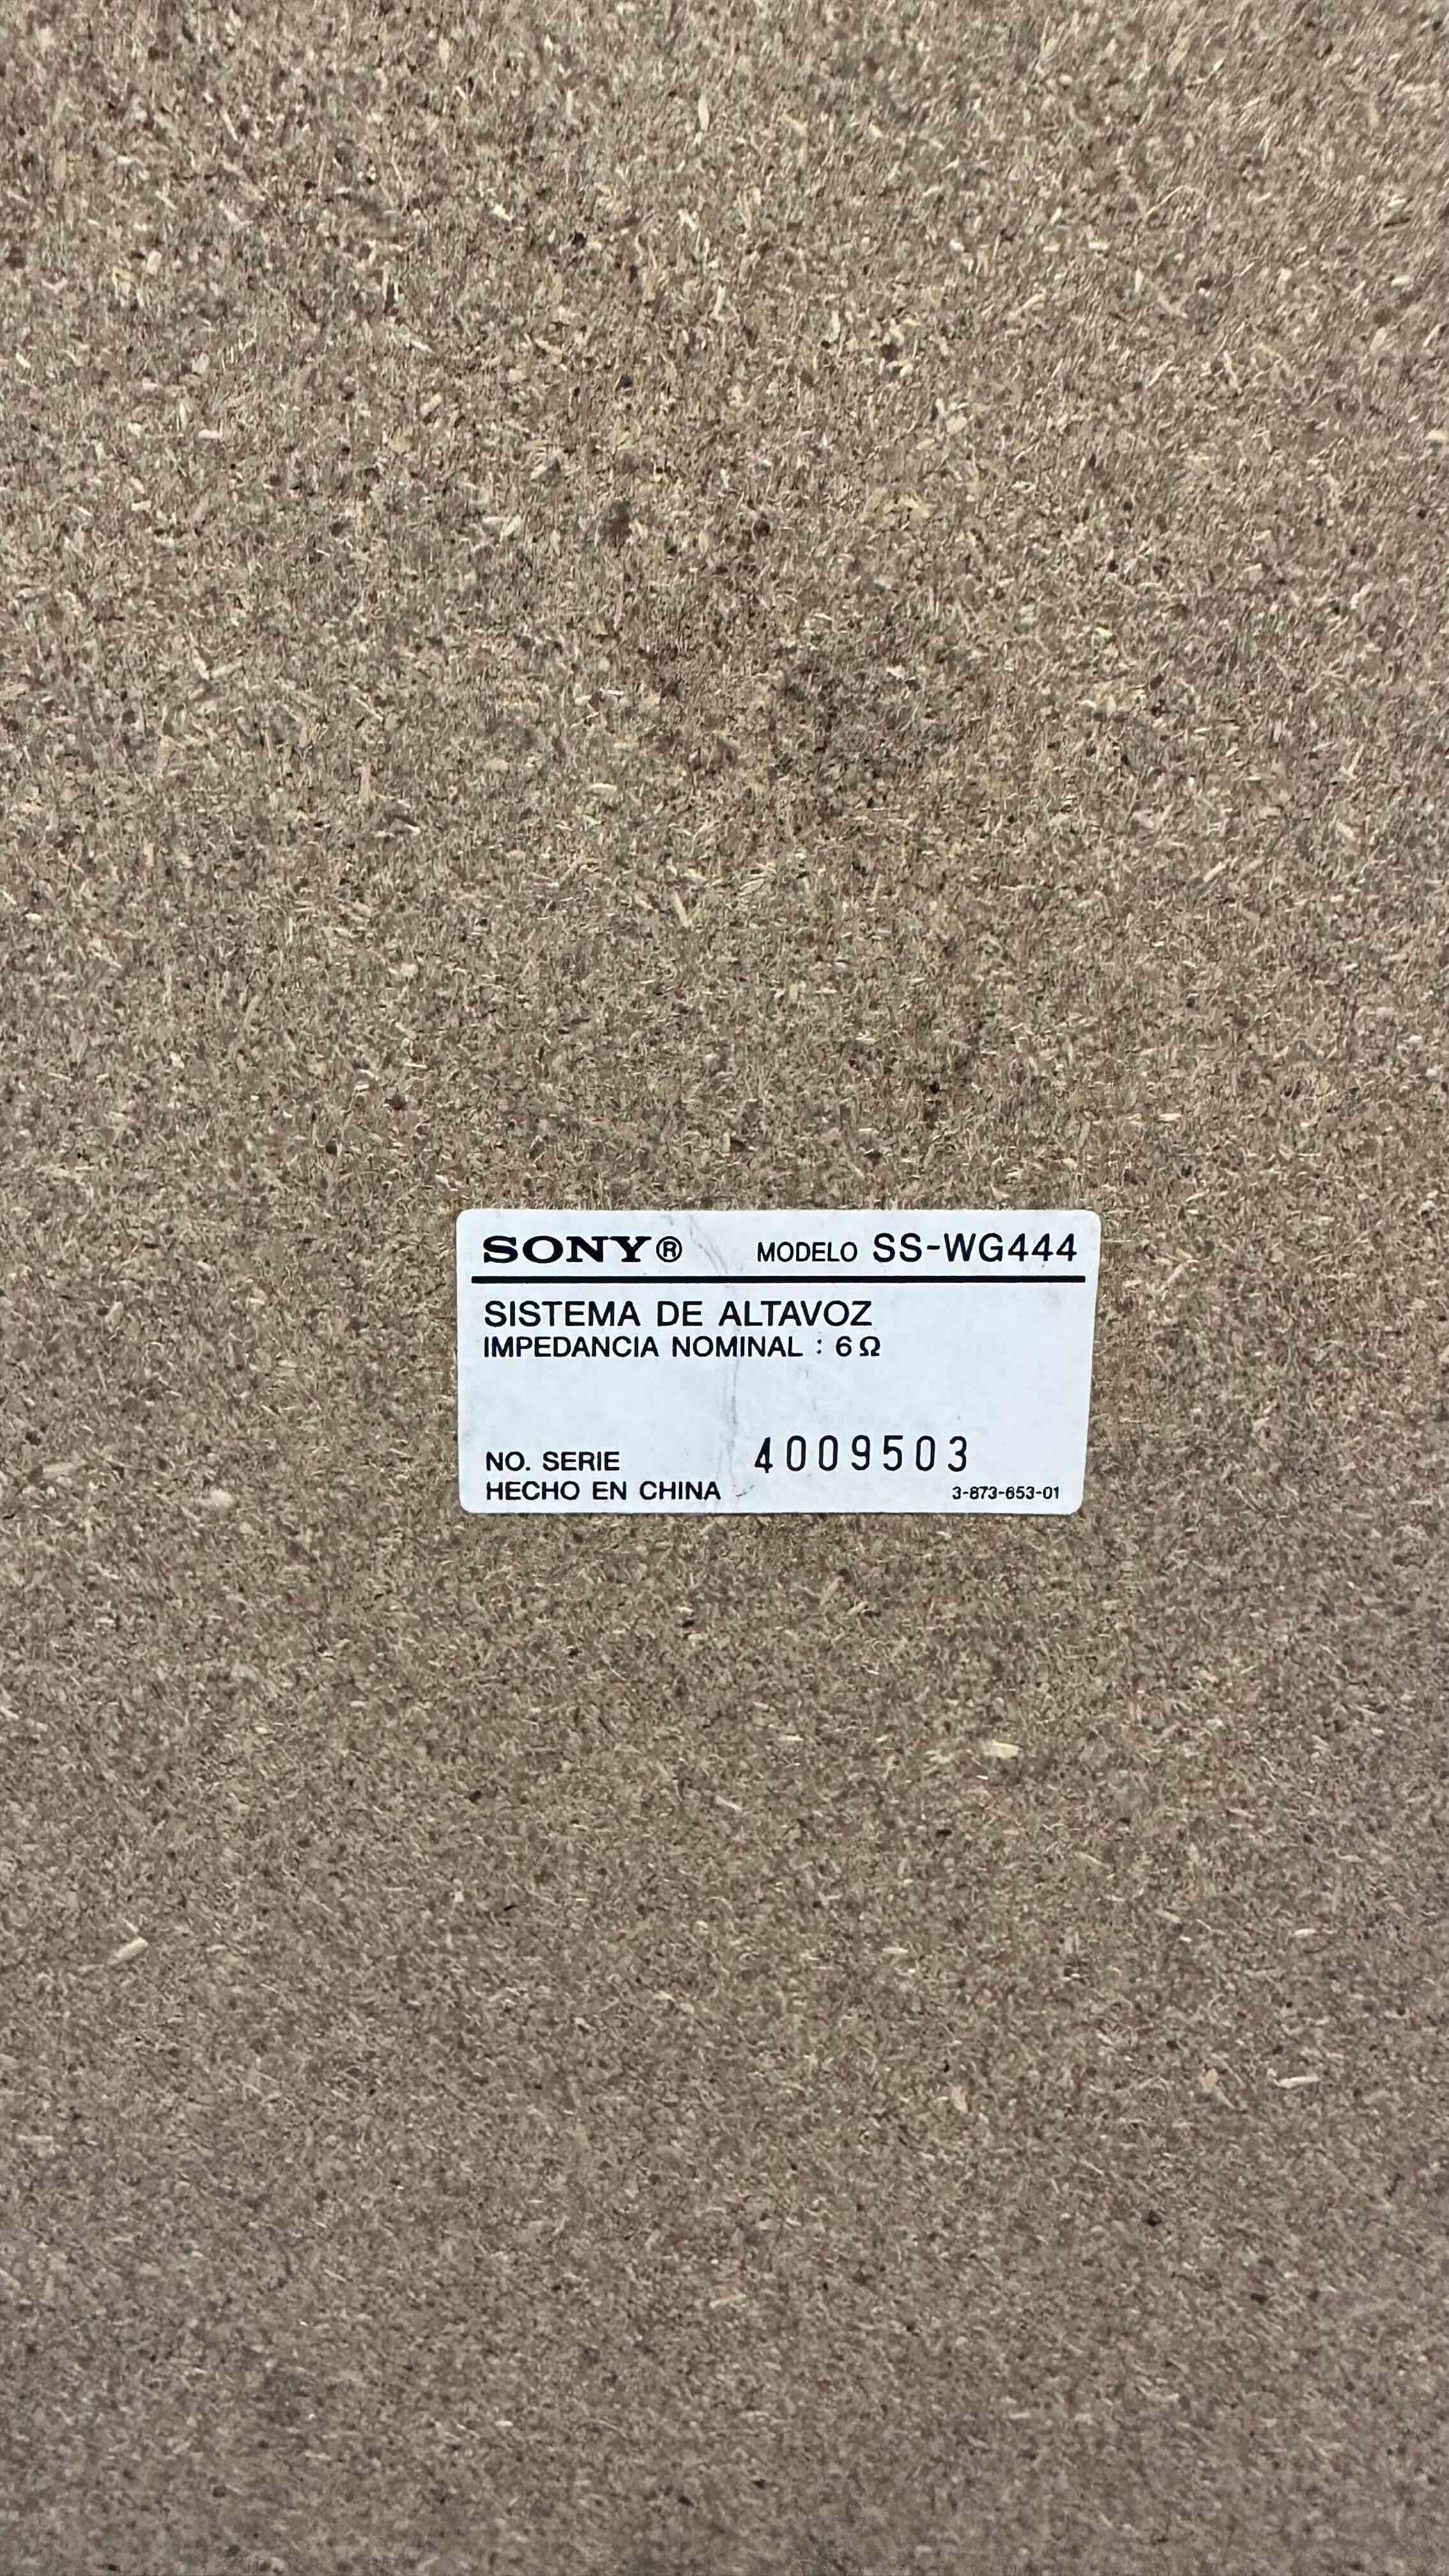 SONY® MODELO SS-WG444
SISTEMA DE ALTAVOZ
IMPEDANCIA NOMINAL : 6Ω
NO. SERIE 4009503
HECHO EN CHINA 3-873-653-01